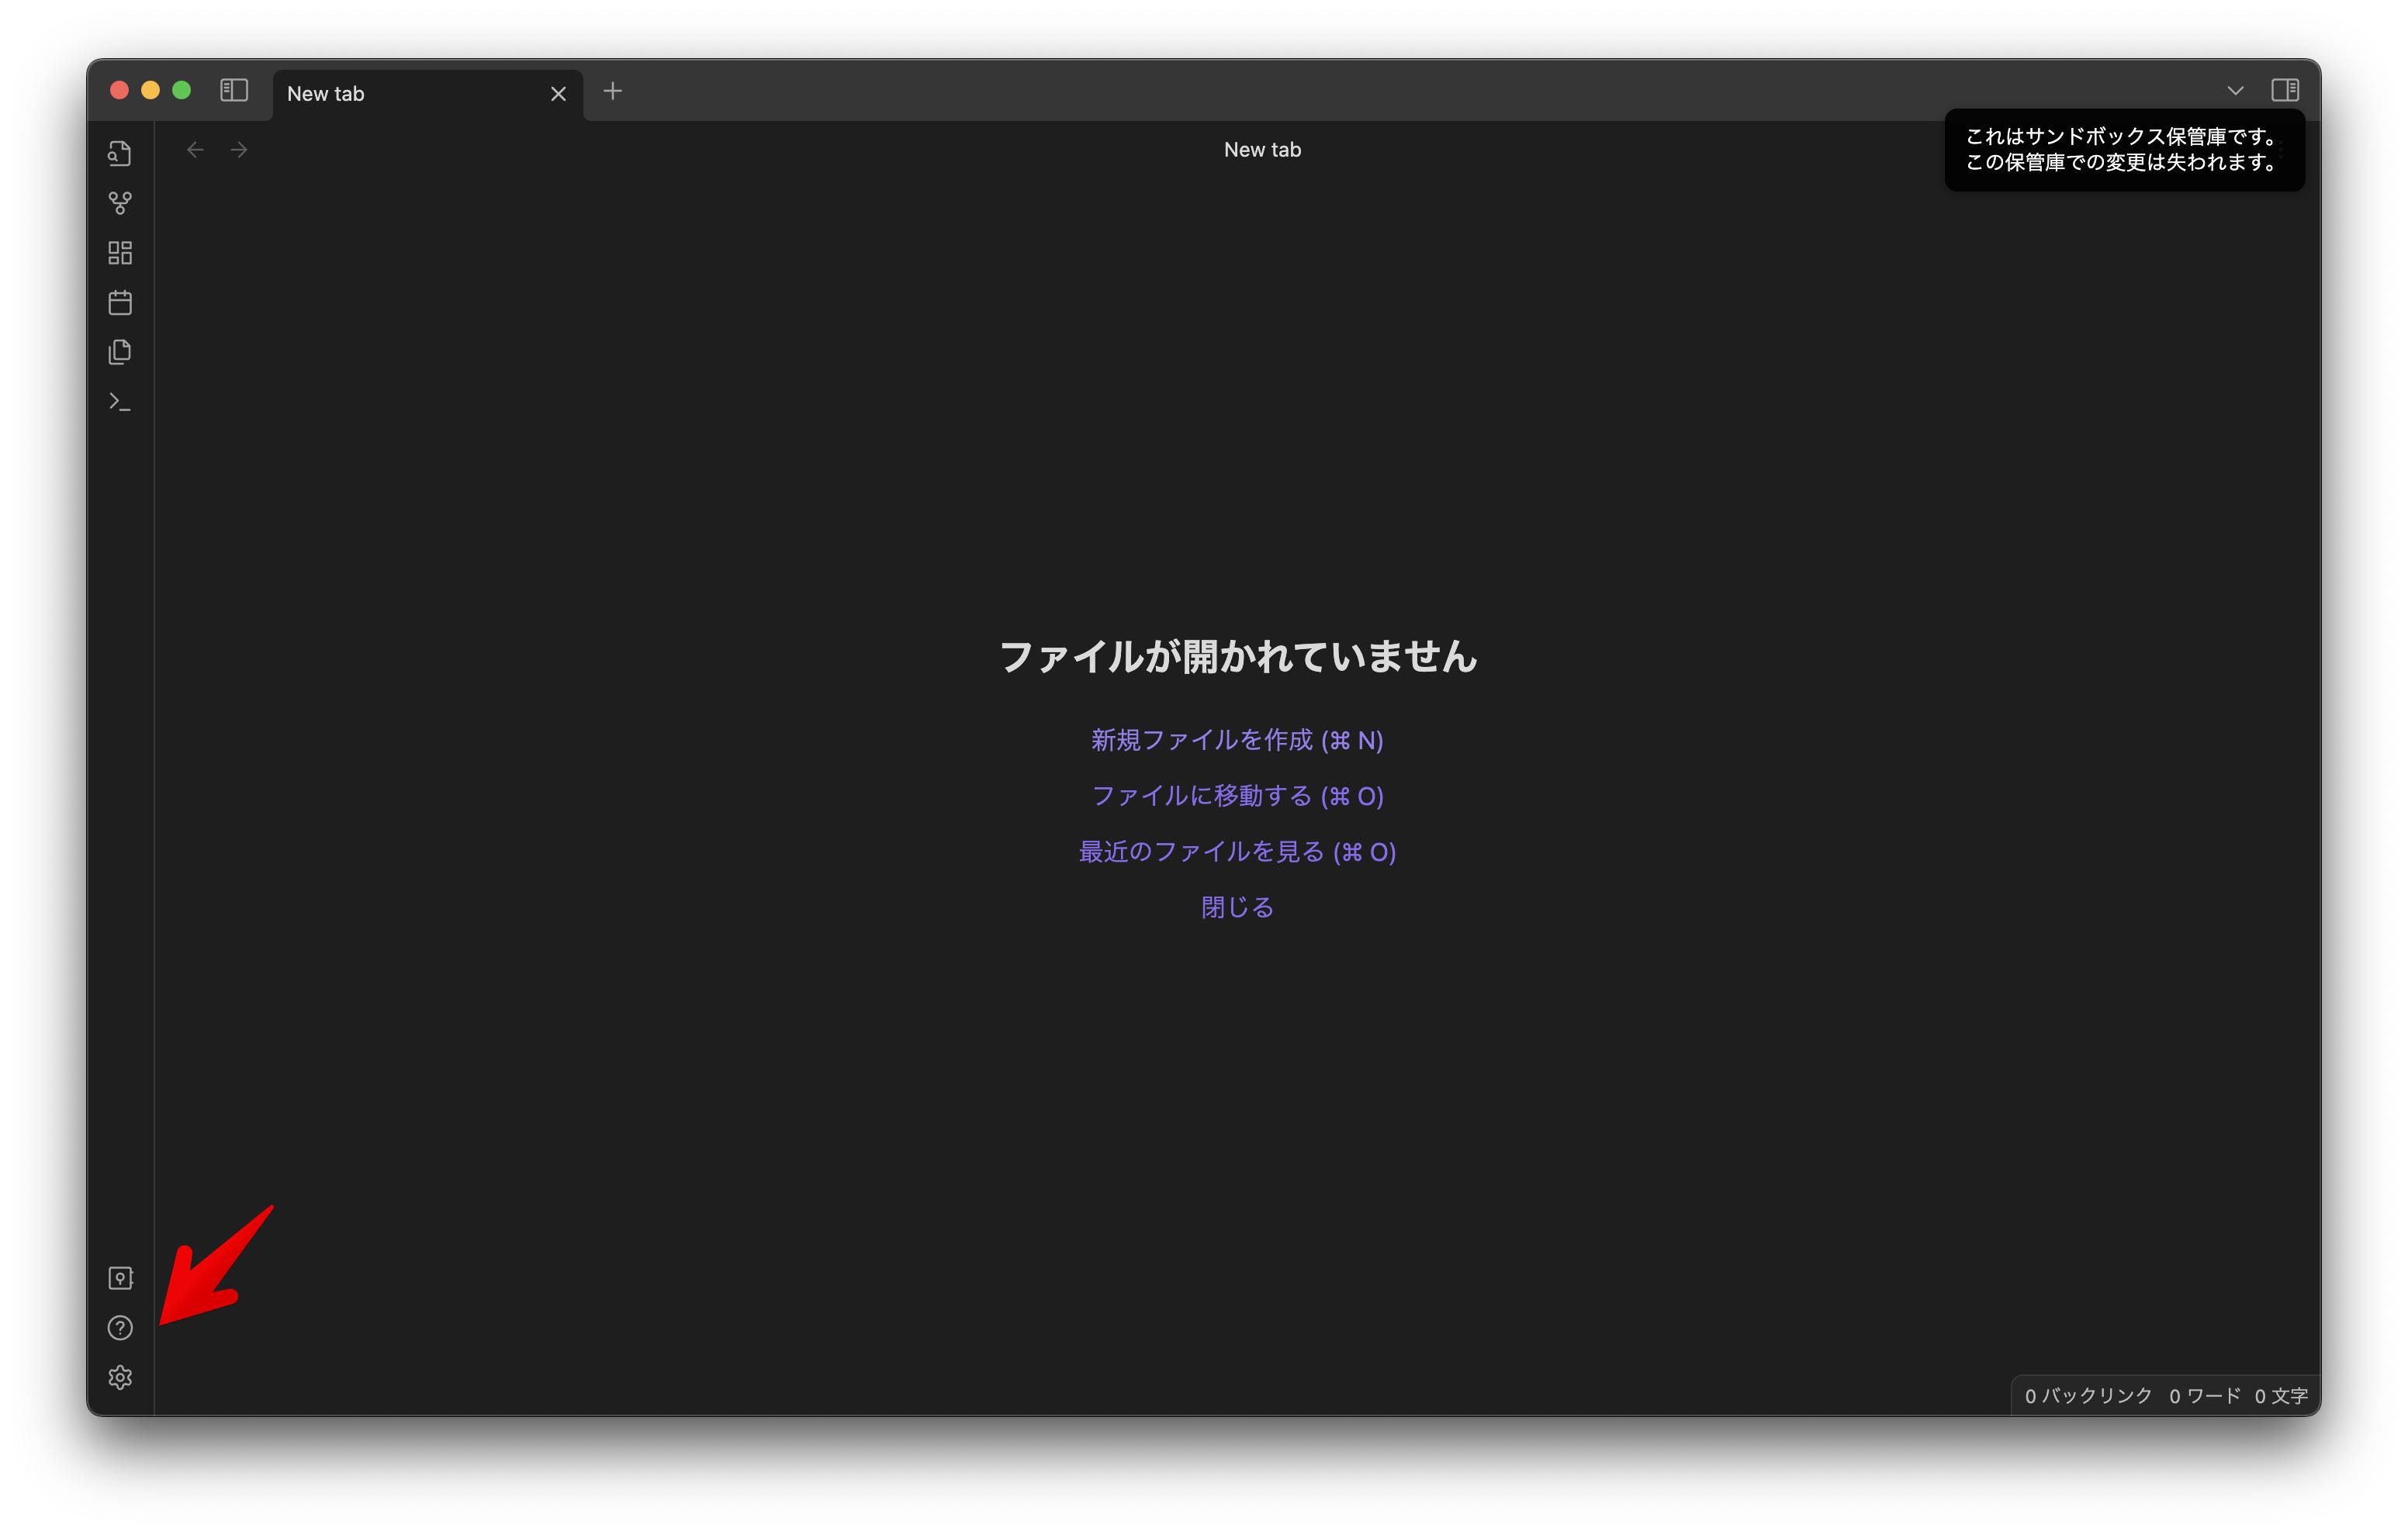 New tab
New tab
これはサンドボックス保管庫です。
この保管庫での変更は失われます。
ファイルが開かれていません
新規ファイルを作成 (⌘ N)
ファイルに移動する (⌘ O)
最近のファイルを見る (⌘ O)
閉じる
0 バックリンク 0 ワード 0 文字